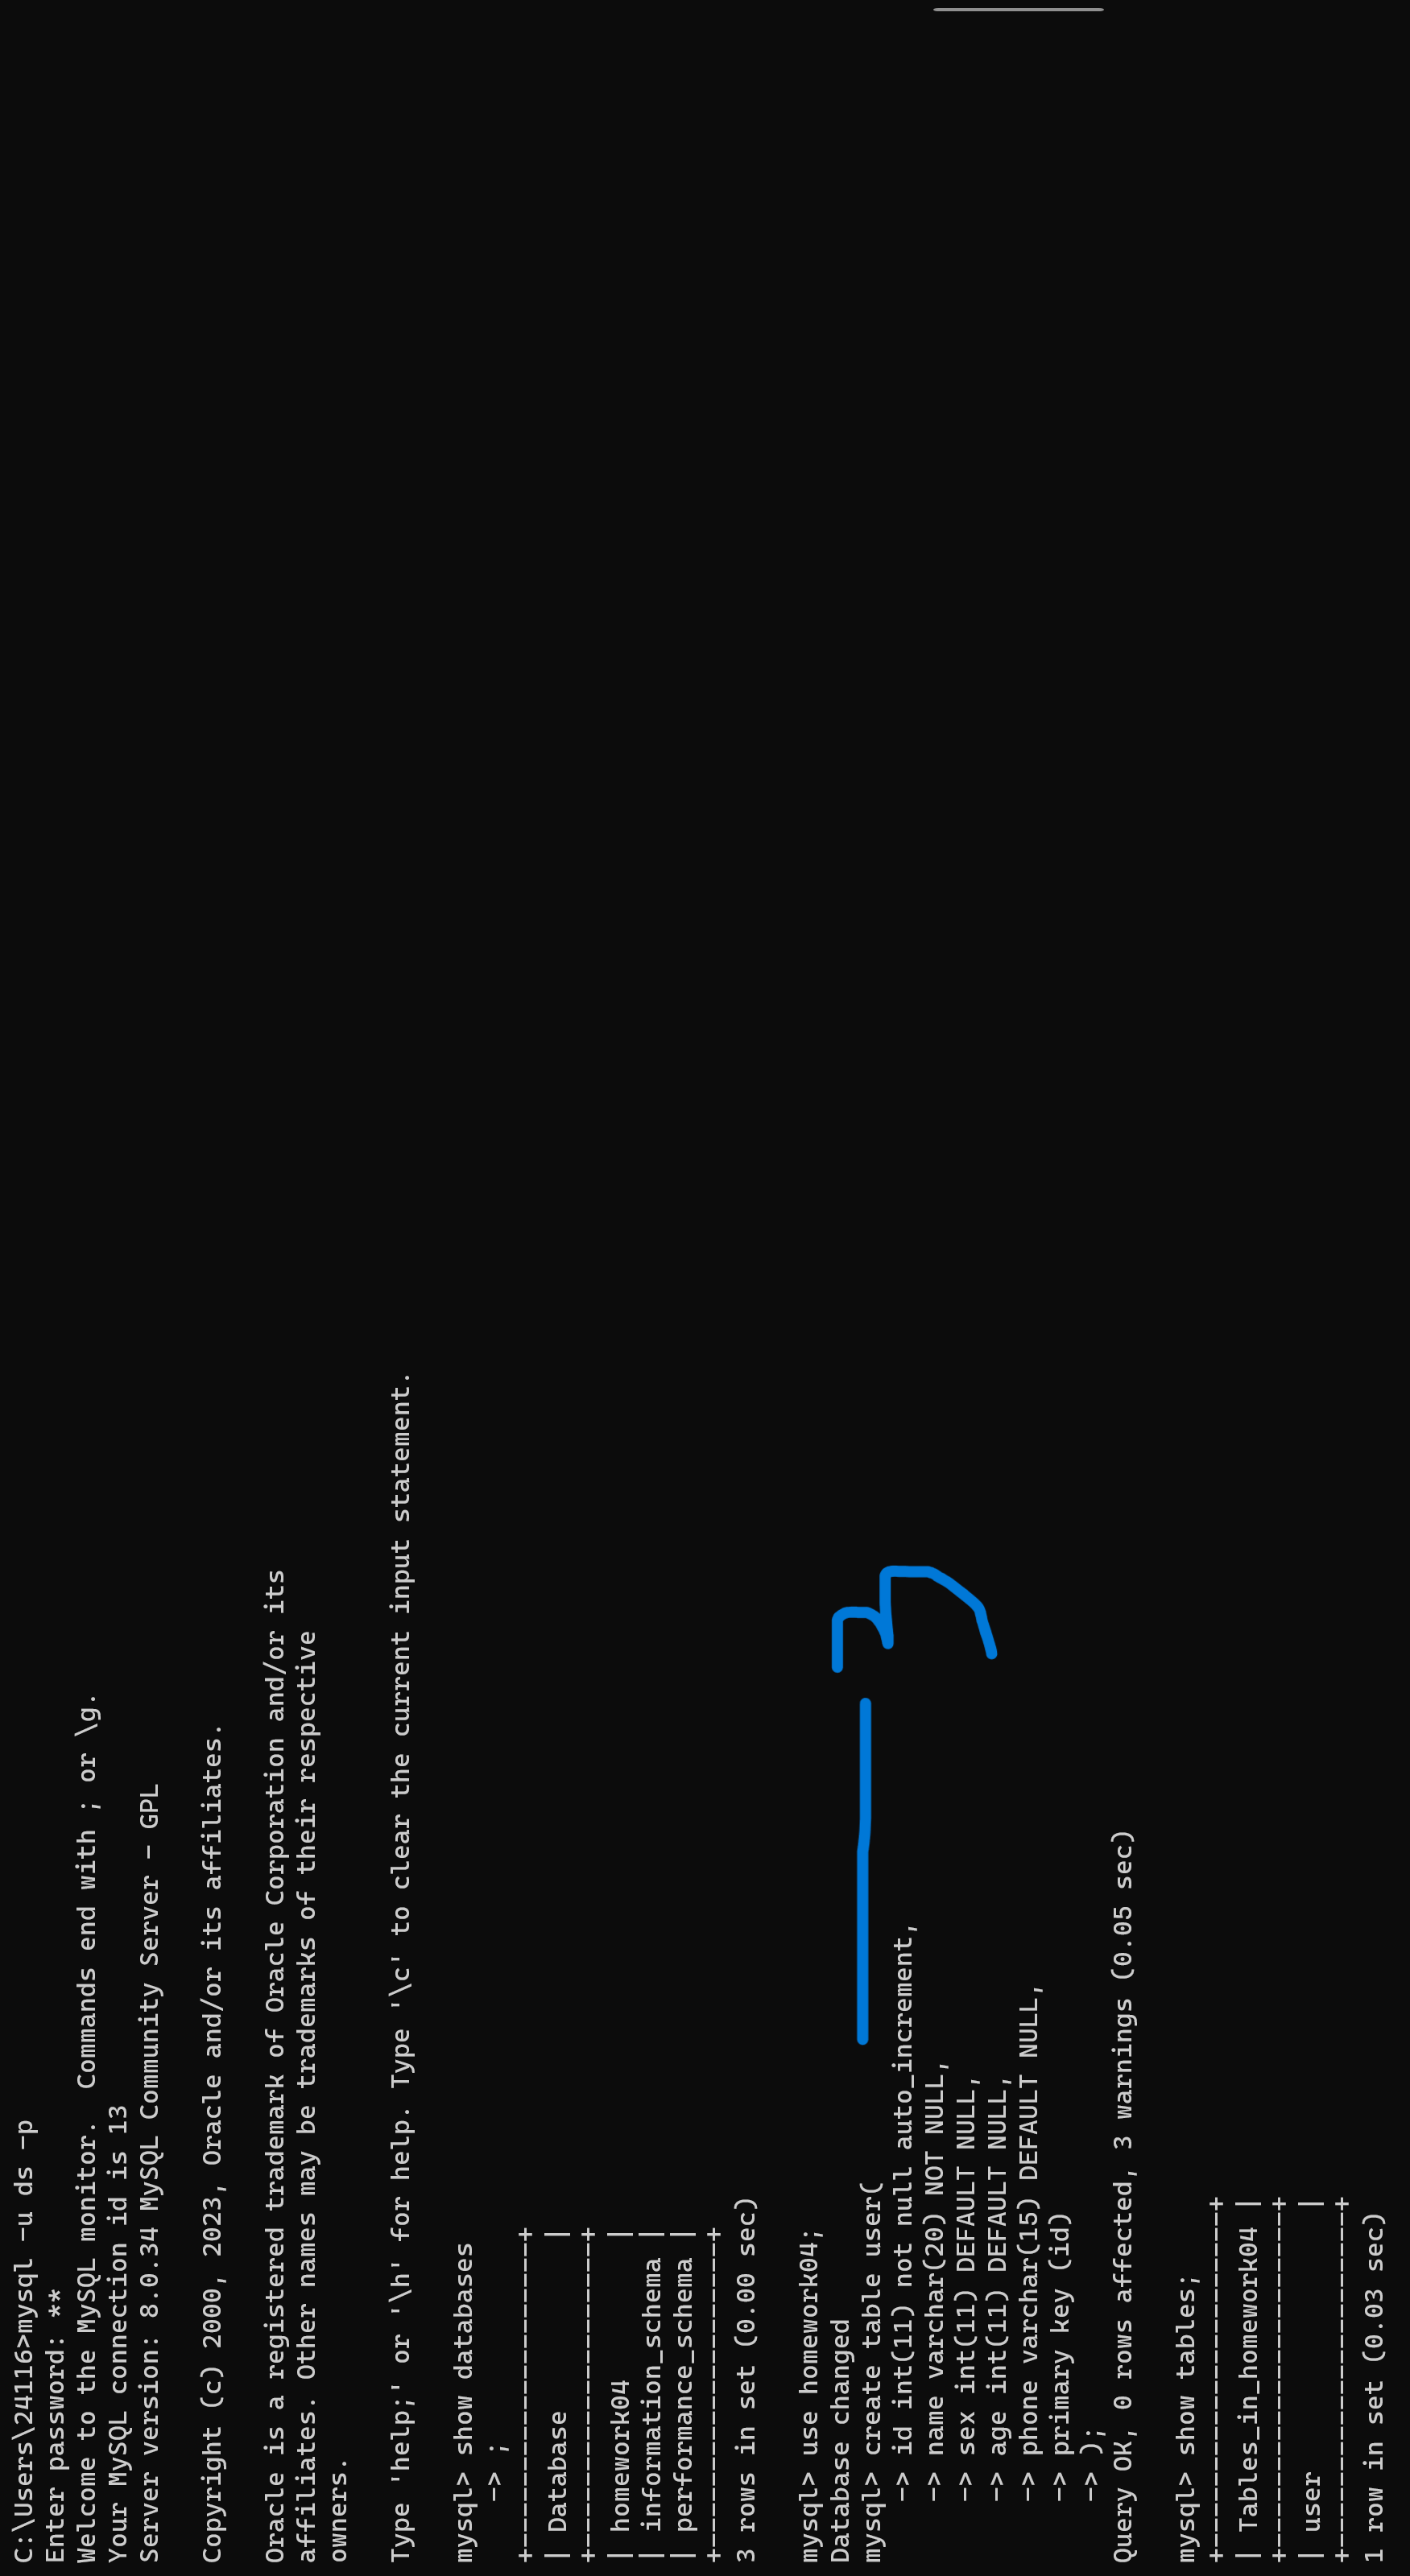 C:\Users\24116>mysql -u ds -p
Enter password: **
Welcome to the MySQL monitor.  Commands end with ; or \g.
Your MySQL connection id is 13
Server version: 8.0.34 MySQL Community Server - GPL
Copyright (c) 2000, 2023, Oracle and/or its affiliates.
Oracle is a registered trademark of Oracle Corporation and/or its
affiliates. Other names may be trademarks of their respective
owners.
Type 'help;' or '\h' for help. Type '\c' to clear the current input statement.
mysql> show databases
    -> ;
+--------------------+
| Database           |
+--------------------+
| homework04         |
| information_schema |
| performance_schema |
+--------------------+
3 rows in set (0.00 sec)
mysql> use homework04;
Database changed
mysql> create table user(
    -> id int(11) not null auto_increment,
    -> name varchar(20) NOT NULL,
    -> sex int(11) DEFAULT NULL,
    -> age int(11) DEFAULT NULL,
    -> phone varchar(15) DEFAULT NULL,
    -> primary key (id)
    -> );
Query OK, 0 rows affected, 3 warnings (0.05 sec)
mysql> show tables;
+----------------------+
| Tables_in_homework04 |
+----------------------+
| user                 |
+----------------------+
1 row in set (0.03 sec)